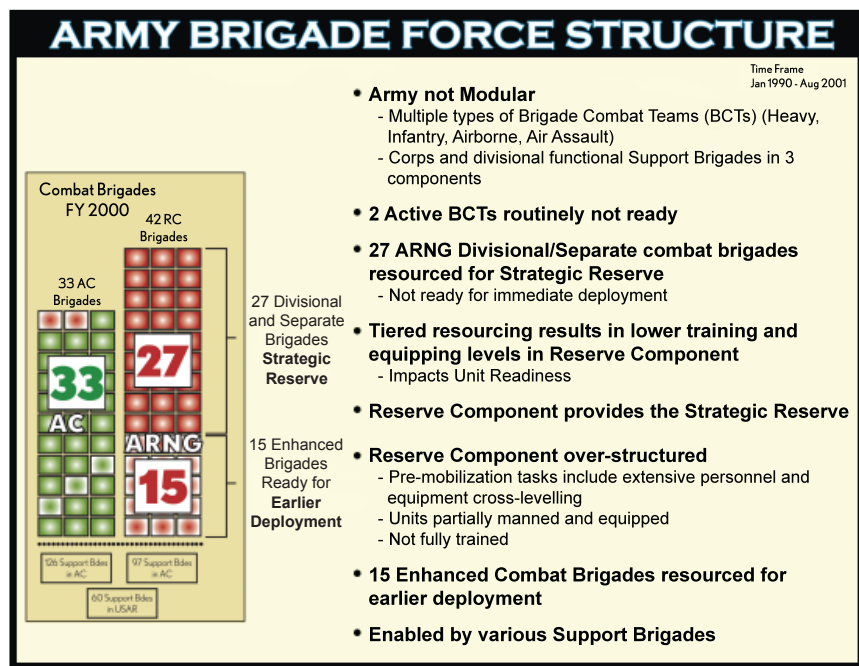 ARMY BRIGADE FORCE STRUCTURE
Time Frame
Jan 1990 - Aug 2001
Combat Brigades
FY 2000
42 RC
Brigades
33 AC
Brigades
33
AC
27
ARNG
15
27 Divisional
and Separate
Brigades
Strategic
Reserve
15 Enhanced
Brigades
Ready for
Earlier
Deployment
126 Support Bdes
in AC
97 Support Bdes
in AC
60 Support Bdes
in USAR
• Army not Modular
- Multiple types of Brigade Combat Teams (BCTs) (Heavy,
Infantry, Airborne, Air Assault)
- Corps and divisional functional Support Brigades in 3
components
• 2 Active BCTs routinely not ready
• 27 ARNG Divisional/Separate combat brigades
resourced for Strategic Reserve
- Not ready for immediate deployment
• Tiered resourcing results in lower training and
equipping levels in Reserve Component
- Impacts Unit Readiness
• Reserve Component provides the Strategic Reserve
• Reserve Component over-structured
- Pre-mobilization tasks include extensive personnel and
equipment cross-levelling
- Units partially manned and equipped
- Not fully trained
• 15 Enhanced Combat Brigades resourced for
earlier deployment
• Enabled by various Support Brigades